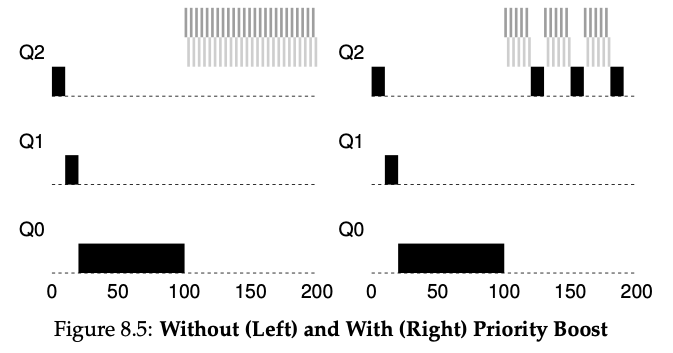 Q2 Q2
Q1 Q1
Q0 Q0
0 50 100 150 200 0 50 100 150 200
Figure 8.5: Without (Left) and With (Right) Priority Boost